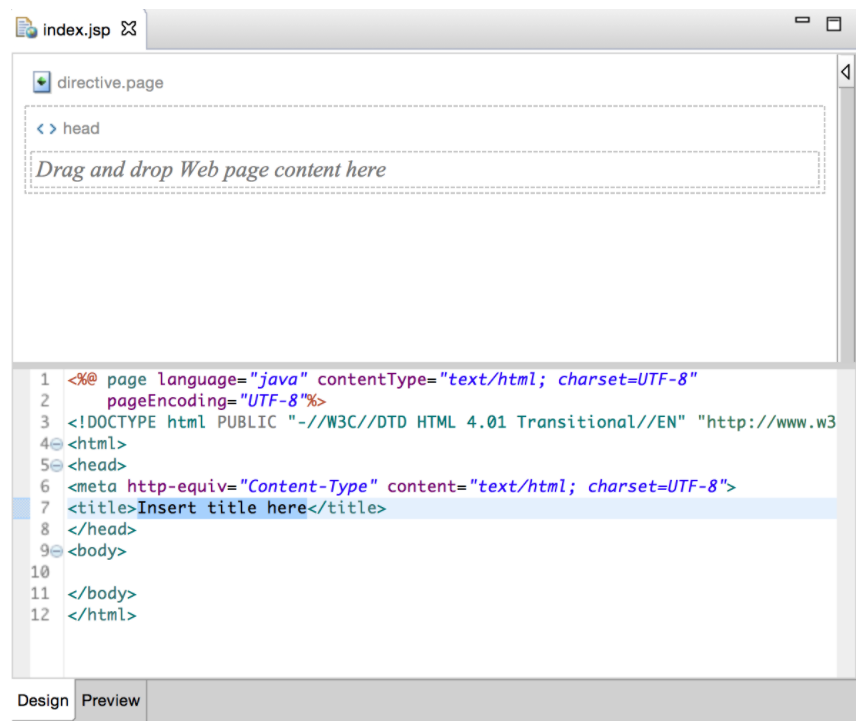 index.jsp
directive.page
head
Drag and drop Web page content here
1 <%@ page language="java" contentType="text/html; charset=UTF-8"
2     pageEncoding="UTF-8"%>
3 <!DOCTYPE html PUBLIC "-//W3C//DTD HTML 4.01 Transitional//EN" "http://www.w3
4 <html>
5 <head>
6 <meta http-equiv="Content-Type" content="text/html; charset=UTF-8">
7 <title>Insert title here</title>
8 </head>
9 <body>
10
11 </body>
12 </html>
Design Preview